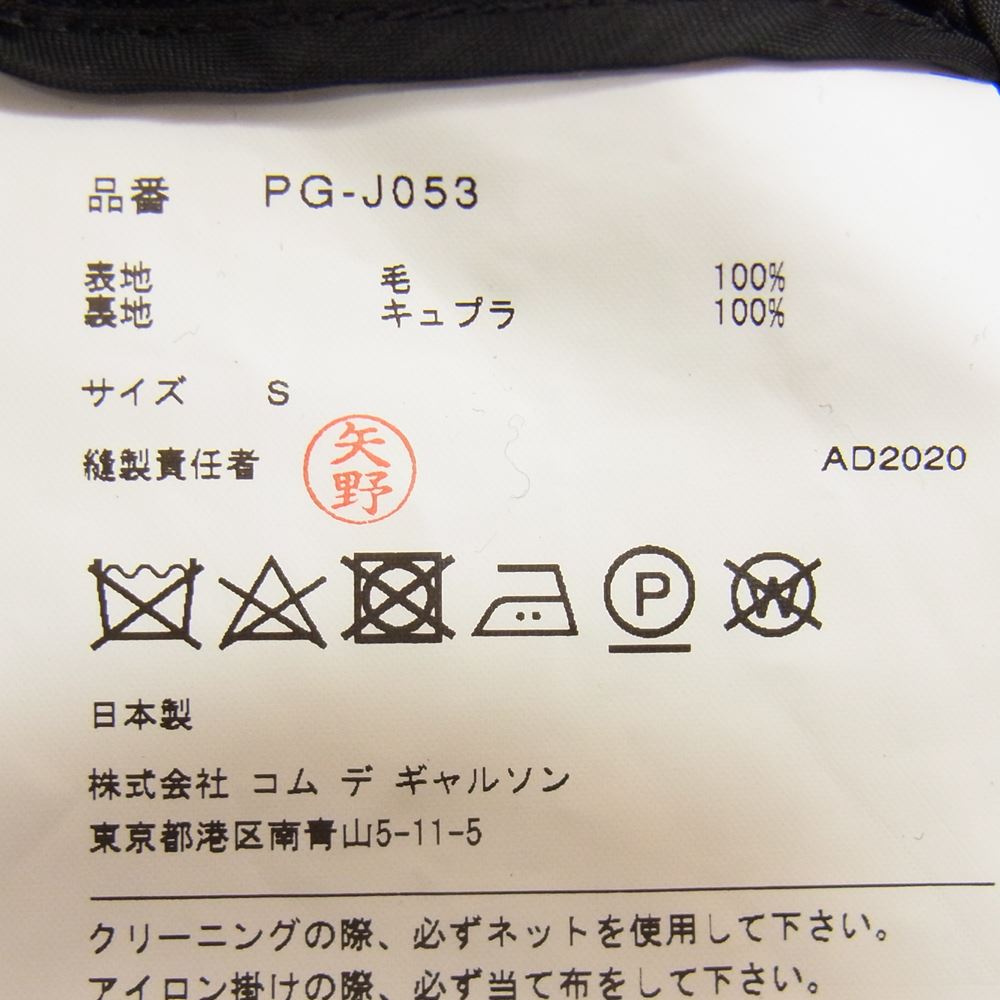 品番 PG-J053
表地 毛 100%
裏地 キュプラ 100%
サイズ S
縫製責任者 矢野 AD2020
P W
日本製
株式会社 コム デ ギャルソン
東京都港区南青山5-11-5
クリーニングの際、必ずネットを使用して下さい。
アイロン掛けの際、必ず当て布をして下さい。